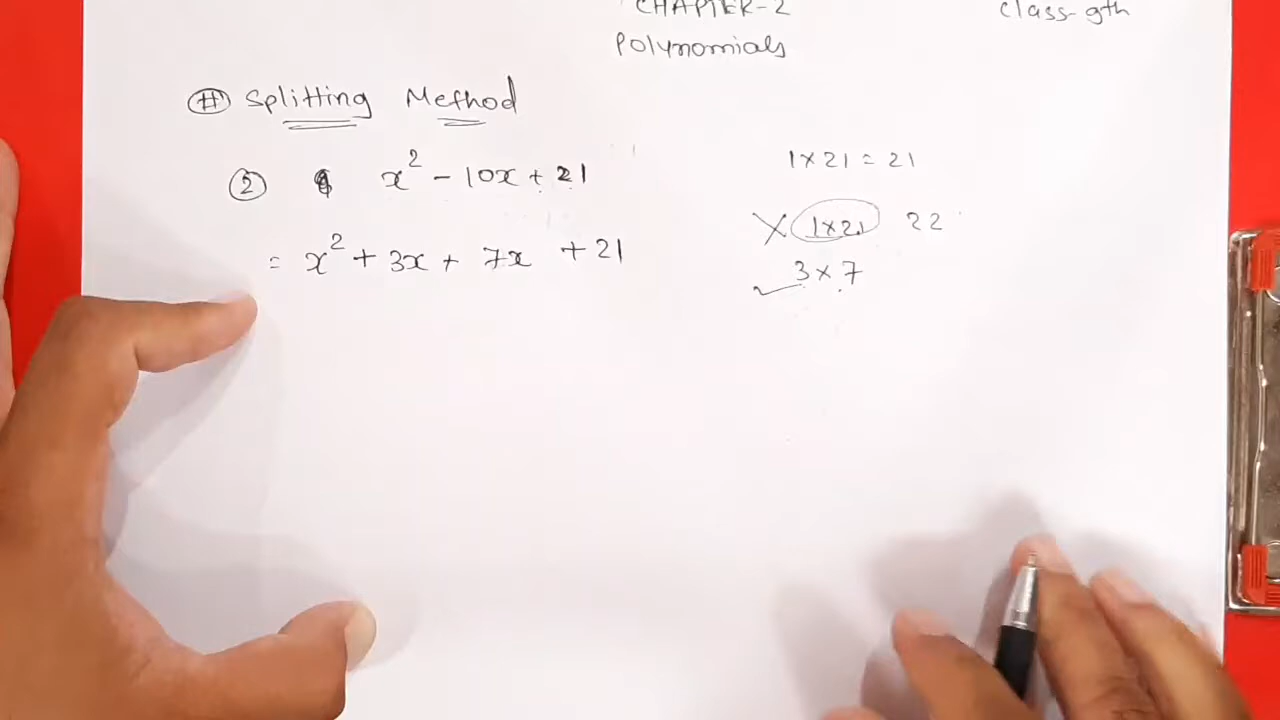 CHAPTER-2 Class-9th
Polynomials
# Splitting Method
② x² - 10x + 21
= x² + 3x + 7x + 21
1 x 21 = 21
X 1 x 21 22
✓ 3 x 7